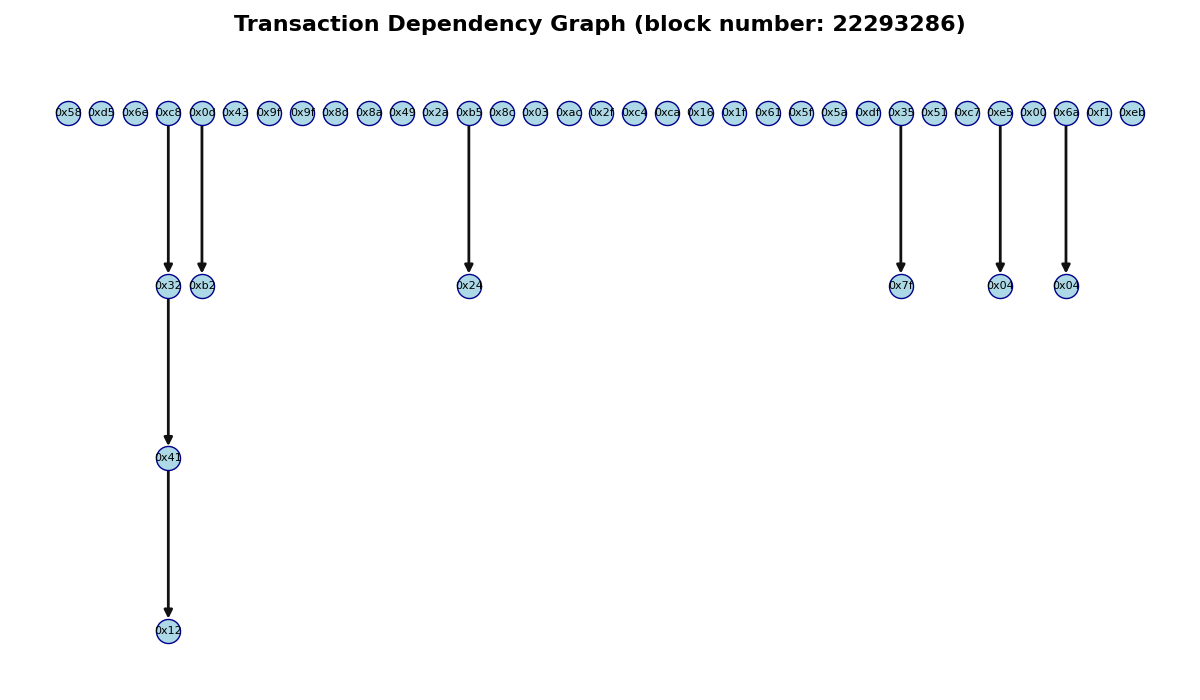 Transaction Dependency Graph (block number: 22293286)
0x58 0xd5 0x6e 0xc8 0x0d 0x43 0x9f 0x9f 0x8d 0x8a 0x49 0x2a 0xb5 0x8c 0x03 0xac 0x2f 0xc4 0xca 0x16 0x1f 0x61 0x5f 0x5a 0xdf 0x35 0x51 0xc7 0xe5 0x00 0x6a 0xf1 0xeb
0x32 0xb2 0x24 0x7f 0x04 0x04
0x41
0x12